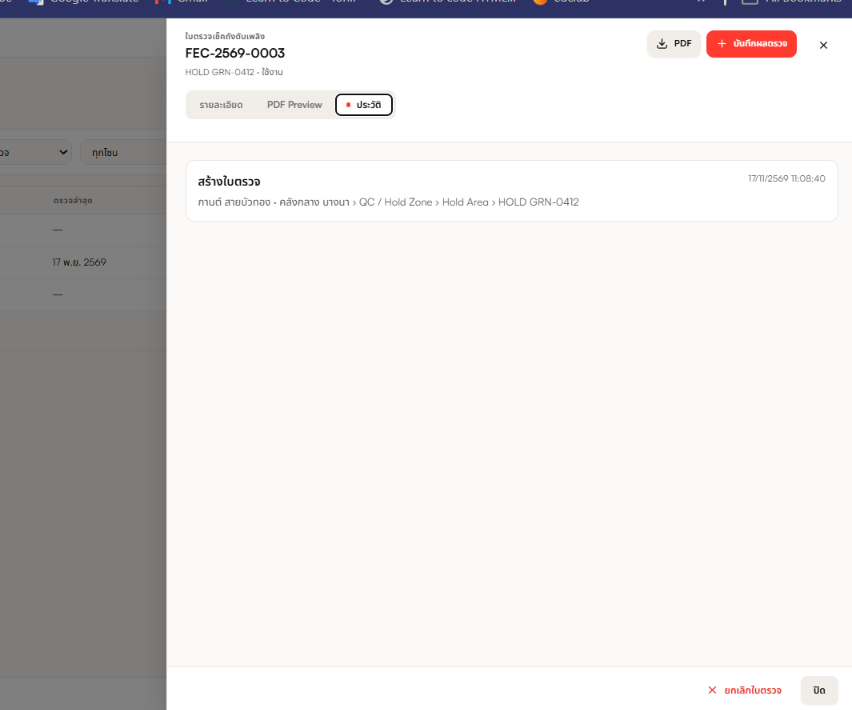 Google Translate
Gmail
All Bookmarks
ใบตรวจเช็กถังดับเพลิง
FEC-2569-0003
HOLD GRN-0412 • ใช้งาน
PDF
+ บันทึกผลตรวจ
รายละเอียด
PDF Preview
ประวัติ
ทุกโซน
ตรวจล่าสุด
—
17 พ.ย. 2569
—
สร้างใบตรวจ
17/11/2569 11:08:40
กานต์ สายบัวทอง • คลังกลาง บางนา › QC / Hold Zone › Hold Area › HOLD GRN-0412
ยกเลิกใบตรวจ
ปิด